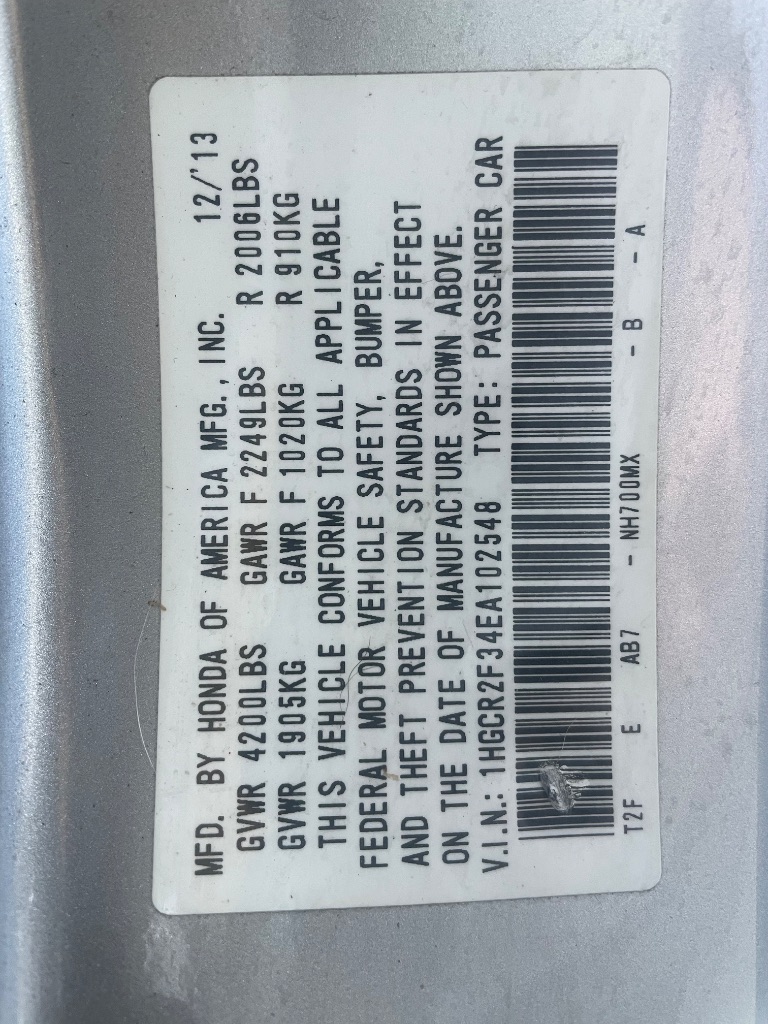 MFD. BY HONDA OF AMERICA MFG., INC. 12/'13
GVWR 4200LBS GAWR F 2249LBS R 2006LBS
GVWR 1905KG GAWR F 1020KG R 910KG
THIS VEHICLE CONFORMS TO ALL APPLICABLE
FEDERAL MOTOR VEHICLE SAFETY, BUMPER,
AND THEFT PREVENTION STANDARDS IN EFFECT
ON THE DATE OF MANUFACTURE SHOWN ABOVE.
V.I.N.: 1HGCR2F34EA102548 TYPE: PASSENGER CAR
T2F E AB7 - NH700MX - B - A